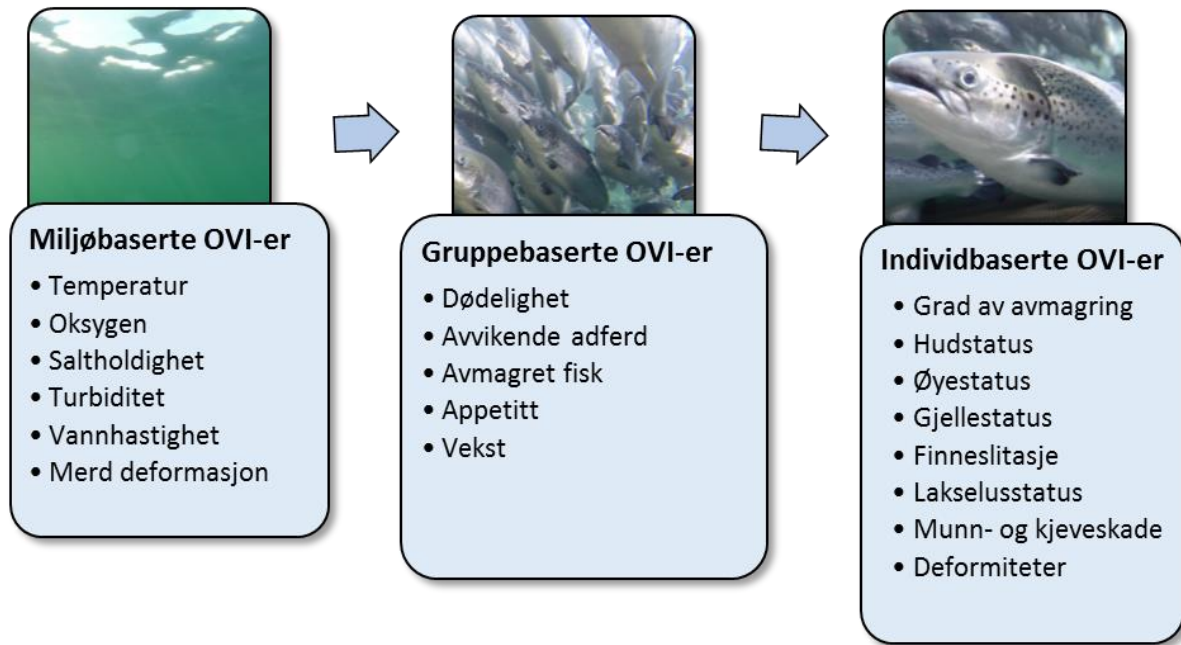 Miljøbaserte OVI-er
• Temperatur
• Oksygen
• Saltholdighet
• Turbiditet
• Vannhastighet
• Merd deformasjon
Gruppebaserte OVI-er
• Dødelighet
• Avvikende adferd
• Avmagret fisk
• Appetitt
• Vekst
Individbaserte OVI-er
• Grad av avmagring
• Hudstatus
• Øyestatus
• Gjellestatus
• Finneslitasje
• Lakselusstatus
• Munn- og kjeveskade
• Deformiteter